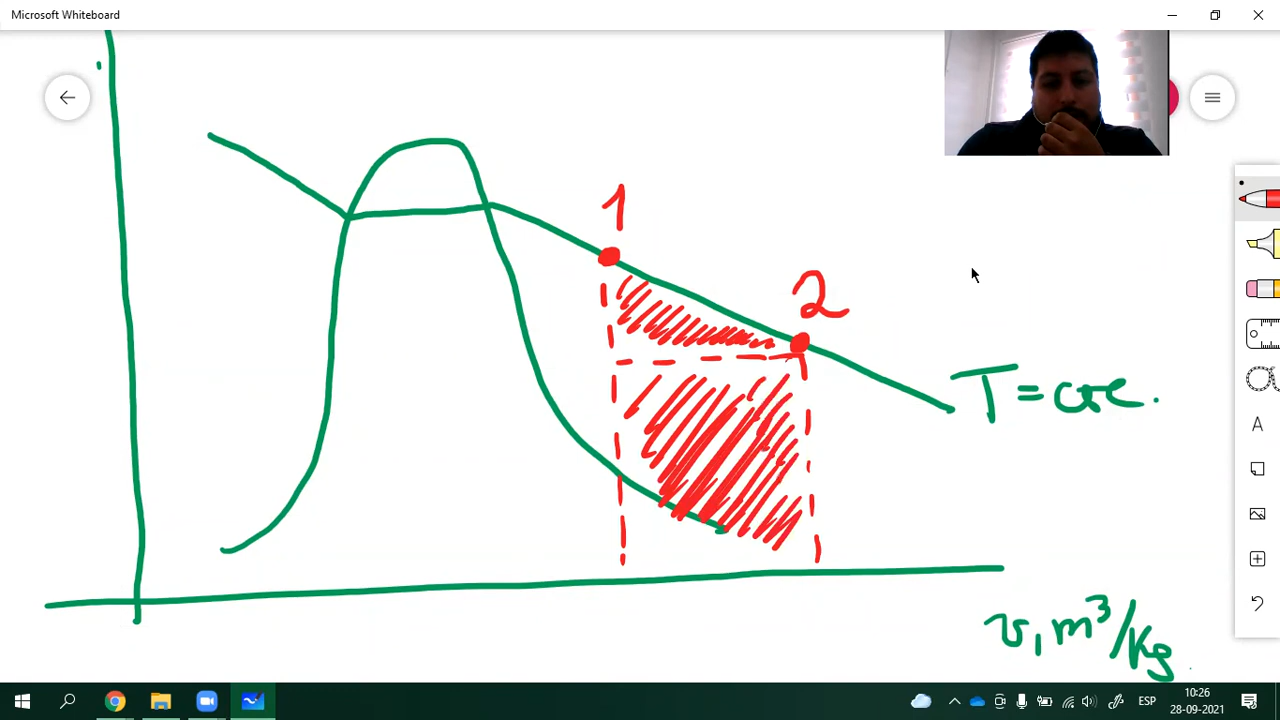 Microsoft Whiteboard
1
2
T = cte.
v, m³/kg
A
ESP
10:26
28-09-2021